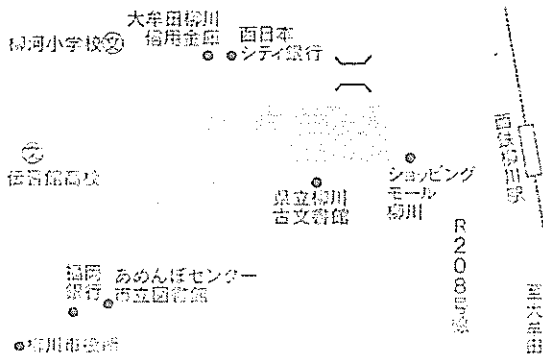 大牟田柳川
信用金庫
西日本
シティ銀行
柳河小学校文
伝習館高校
県立柳川
古文書館
ショッピング
モール
柳川
西鉄柳川駅
R208号線
至大牟田
福岡
銀行
あめんぼセンター
市立図書館
柳川市役所